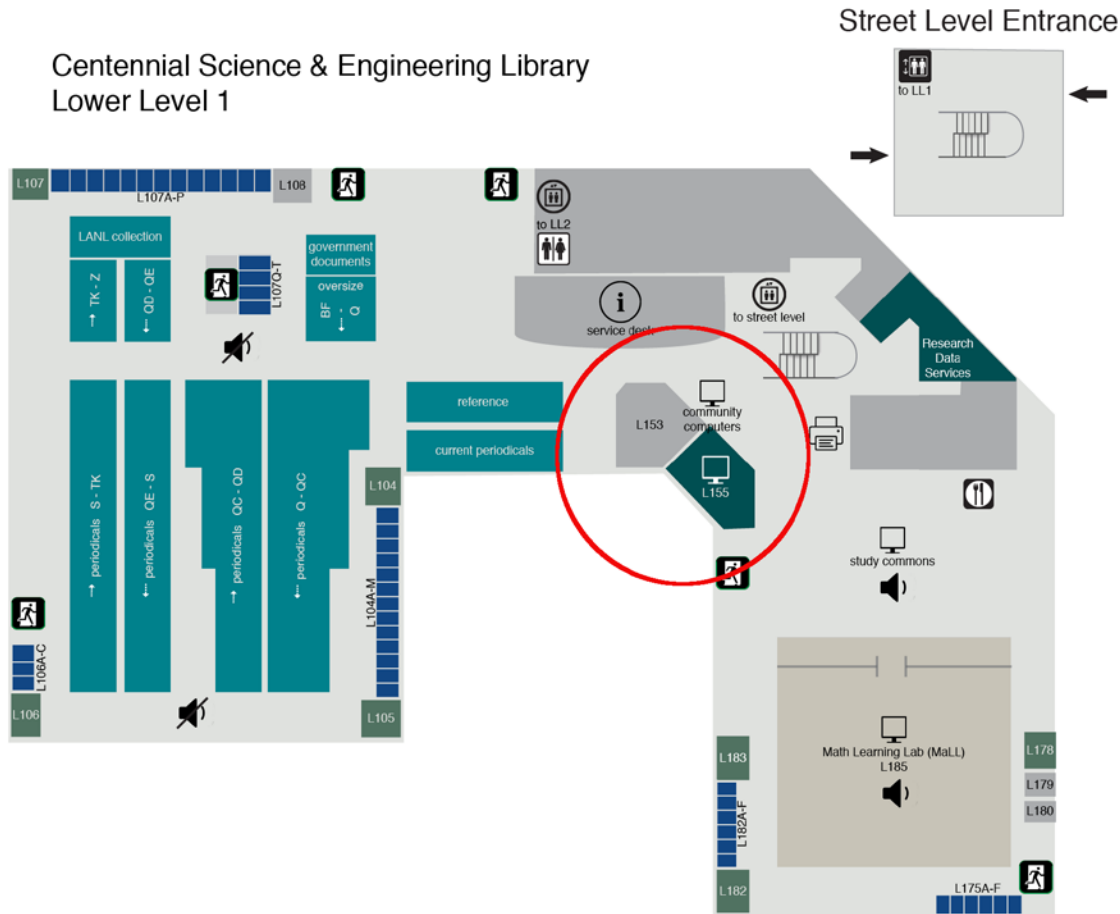 Street Level Entrance
to LL1
Centennial Science & Engineering Library
Lower Level 1
L107
L107A-P
L108
to LL2
LANL collection
government
documents
→ TK - Z
← QD - QE
L107Q-T
oversize
BF - Q
←
i
service desk
to street level
Research
Data
Services
reference
current periodicals
L153
community
computers
L155
→ periodicals S - TK
← periodicals QE - S
→ periodicals QC - QD
← periodicals Q - QC
L104
L104A-M
study commons
L106A-C
L106
L105
Math Learning Lab (MaLL)
L185
L183
L182A-F
L182
L178
L179
L180
L175A-F